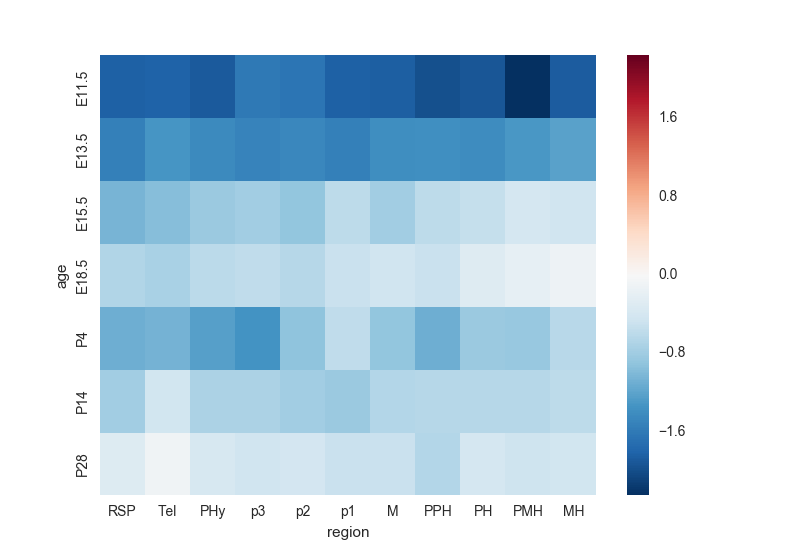 age
E11.5
E13.5
E15.5
E18.5
P4
P14
P28
RSP Tel PHy p3 p2 p1 M PPH PH PMH MH
region
1.6
0.8
0.0
−0.8
−1.6